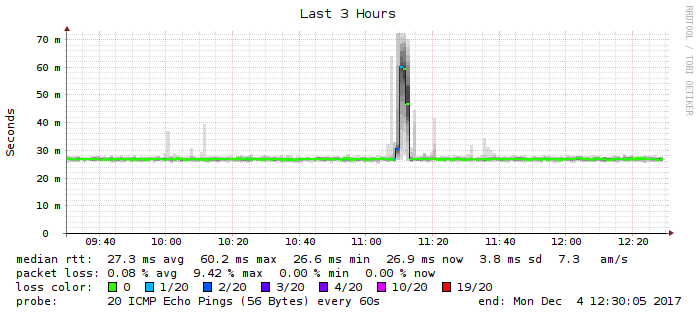 Last 3 Hours
RRDTOOL / TOBI OETIKER
Seconds
70 m
60 m
50 m
40 m
30 m
20 m
10 m
0
09:40 10:00 10:20 10:40 11:00 11:20 11:40 12:00 12:20
median rtt: 27.3 ms avg 60.2 ms max 26.6 ms min 26.9 ms now 3.8 ms sd 7.3 am/s
packet loss: 0.08 % avg 9.42 % max 0.00 % min 0.00 % now
loss color: 0 1/20 2/20 3/20 4/20 10/20 19/20
probe: 20 ICMP Echo Pings (56 Bytes) every 60s end: Mon Dec 4 12:30:05 2017